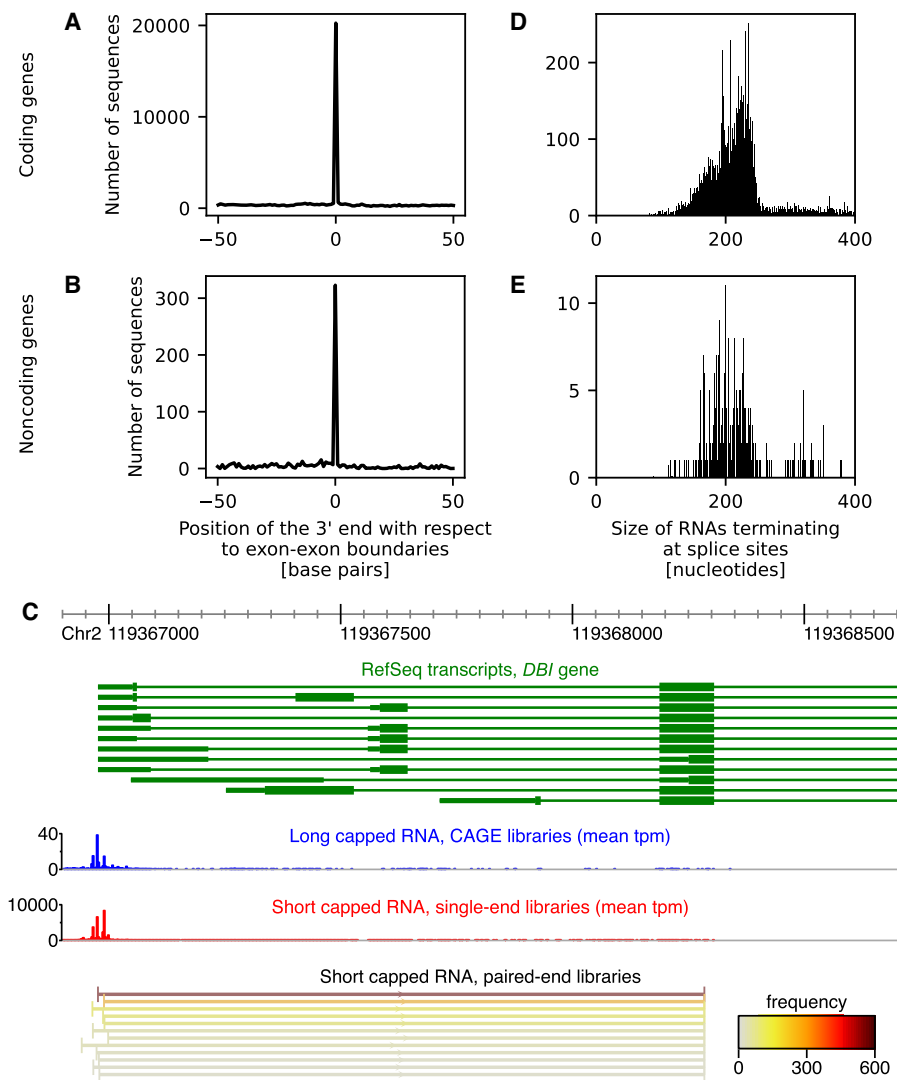 A
Coding genes
Number of sequences
20000
10000
0
−50
0
50
D
200
100
0
0
200
400
B
Noncoding genes
Number of sequences
300
200
100
0
−50
0
50
Position of the 3' end with respect
to exon-exon boundaries
[base pairs]
E
10
5
0
0
200
400
Size of RNAs terminating
at splice sites
[nucleotides]
C
Chr2 119367000
119367500
119368000
119368500
RefSeq transcripts, DBI gene
40
0
Long capped RNA, CAGE libraries (mean tpm)
10000
0
Short capped RNA, single-end libraries (mean tpm)
Short capped RNA, paired-end libraries
frequency
0
300
600